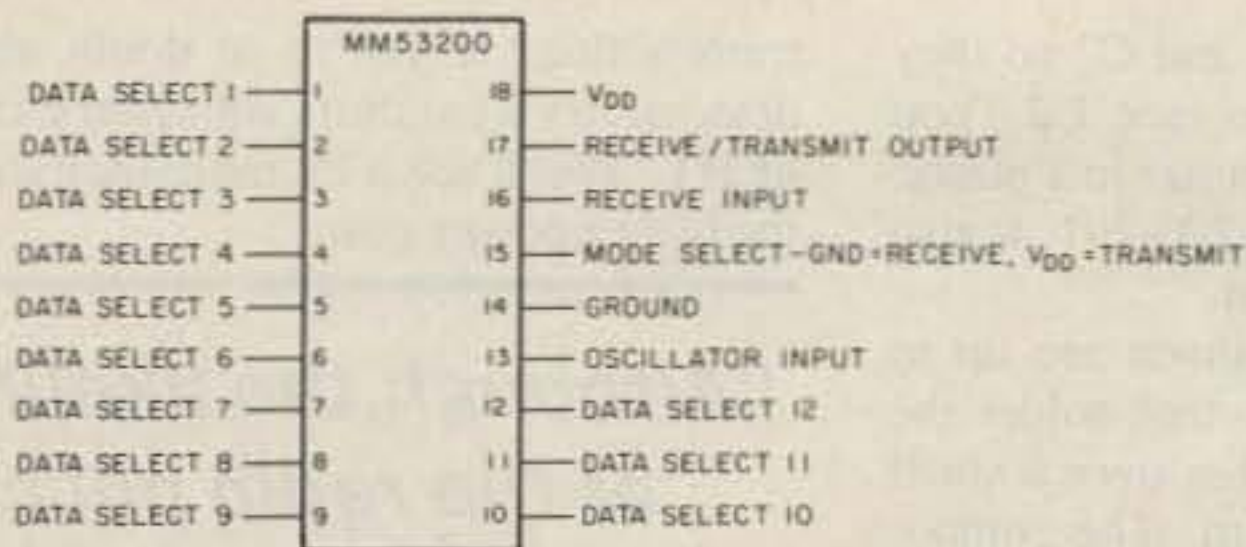 MM53200
DATA SELECT 1 1 18 VDD
DATA SELECT 2 2 17 RECEIVE/TRANSMIT OUTPUT
DATA SELECT 3 3 16 RECEIVE INPUT
DATA SELECT 4 4 15 MODE SELECT-GND=RECEIVE, VDD=TRANSMIT
DATA SELECT 5 5 14 GROUND
DATA SELECT 6 6 13 OSCILLATOR INPUT
DATA SELECT 7 7 12 DATA SELECT 12
DATA SELECT 8 8 11 DATA SELECT 11
DATA SELECT 9 9 10 DATA SELECT 10